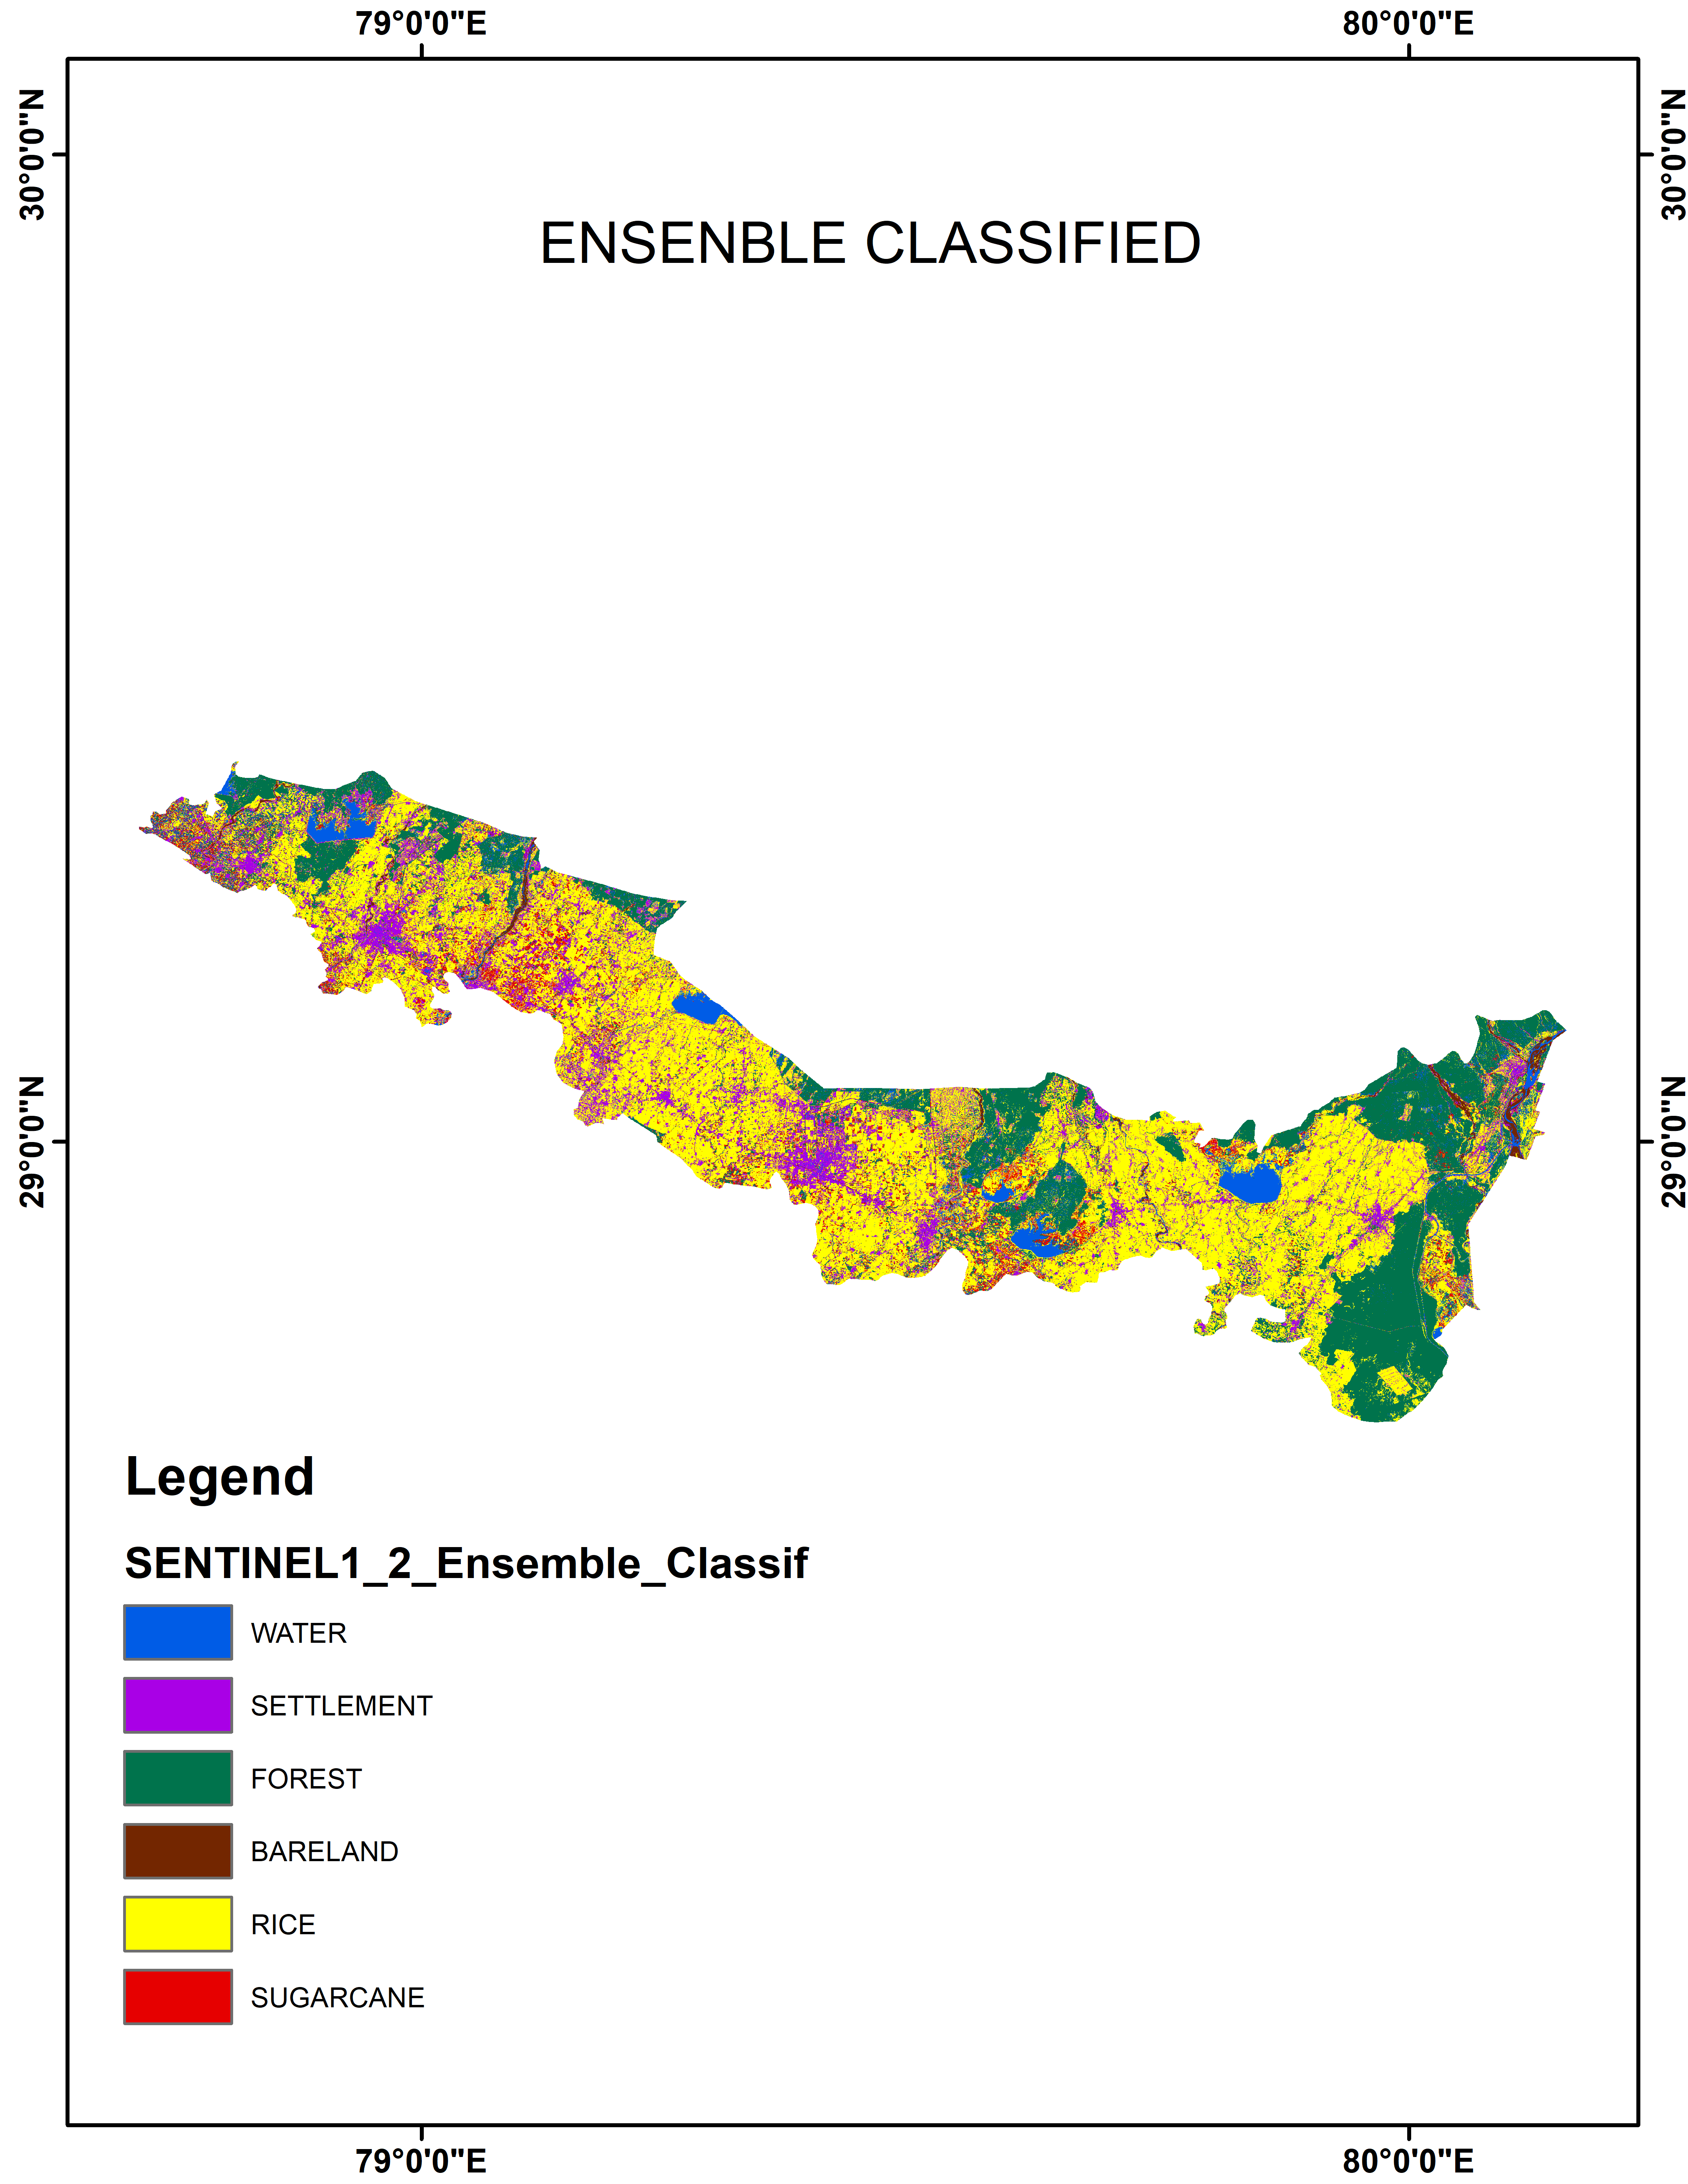 79°0'0"E 80°0'0"E
30°0'0"N 30°0'0"N
ENSENBLE CLASSIFIED
29°0'0"N 29°0'0"N
Legend
SENTINEL1_2_Ensemble_Classif
WATER
SETTLEMENT
FOREST
BARELAND
RICE
SUGARCANE
79°0'0"E 80°0'0"E